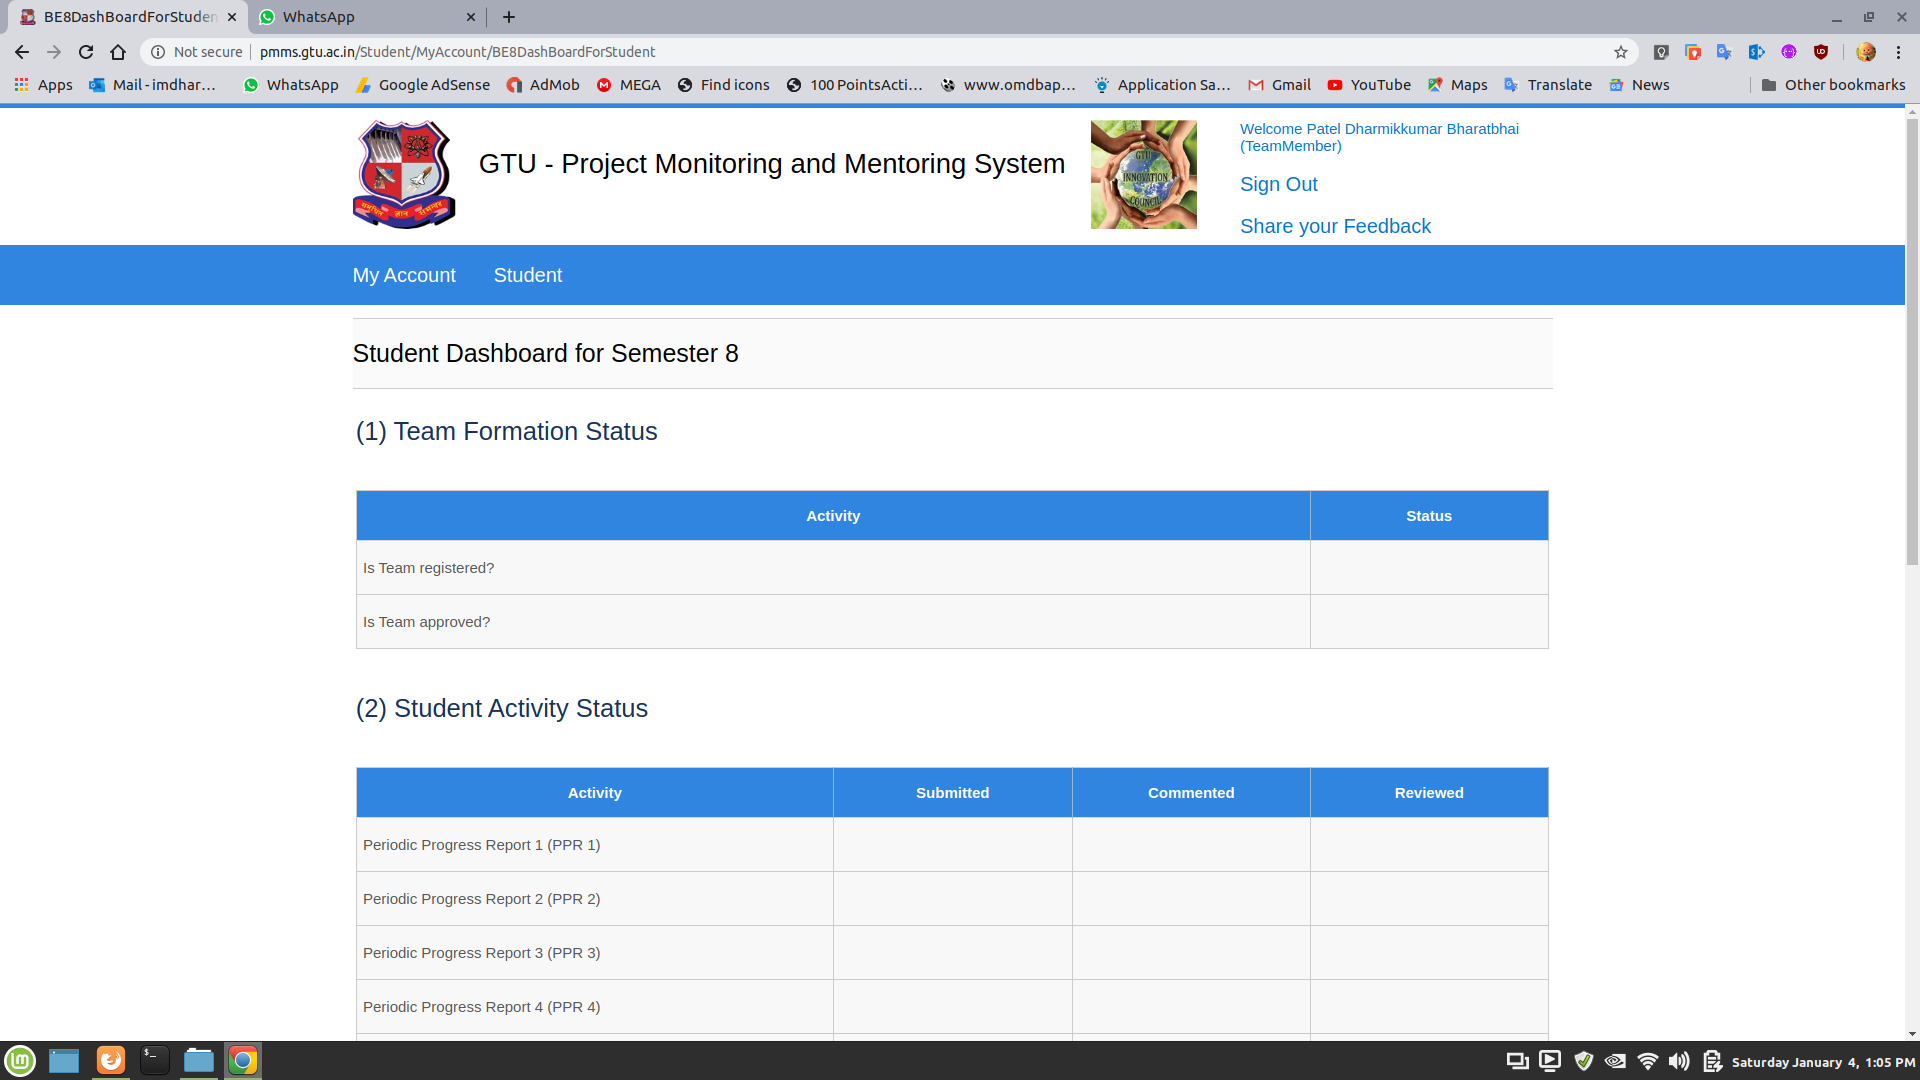 BE8DashBoardForStuden
WhatsApp
Not secure
pmms.gtu.ac.in/Student/MyAccount/BE8DashBoardForStudent
Apps
Mail - imdhar...
WhatsApp
Google AdSense
AdMob
MEGA
Find icons
100 PointsActi...
www.omdbap...
Application Sa...
Gmail
YouTube
Maps
Translate
News
Other bookmarks
GTU - Project Monitoring and Mentoring System
GTU
INNOVATION
COUNCIL
Welcome Patel Dharmikkumar Bharatbhai
(TeamMember)
Sign Out
Share your Feedback
My Account
Student
Student Dashboard for Semester 8
(1) Team Formation Status
Activity Status
Is Team registered?
Is Team approved?
(2) Student Activity Status
Activity Submitted Commented Reviewed
Periodic Progress Report 1 (PPR 1)
Periodic Progress Report 2 (PPR 2)
Periodic Progress Report 3 (PPR 3)
Periodic Progress Report 4 (PPR 4)
Saturday January 4, 1:05 PM